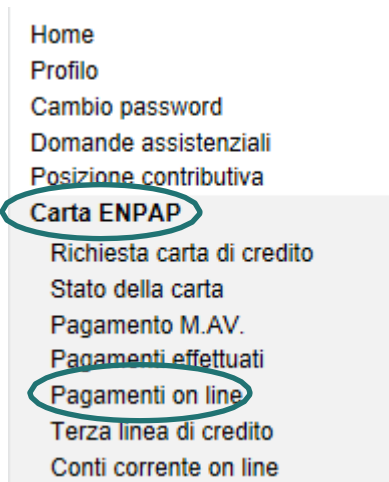 Home
Profilo
Cambio password
Domande assistenziali
Posizione contributiva
Carta ENPAP
Richiesta carta di credito
Stato della carta
Pagamento M.AV.
Pagamenti effettuati
Pagamenti on line
Terza linea di credito
Conti corrente on line